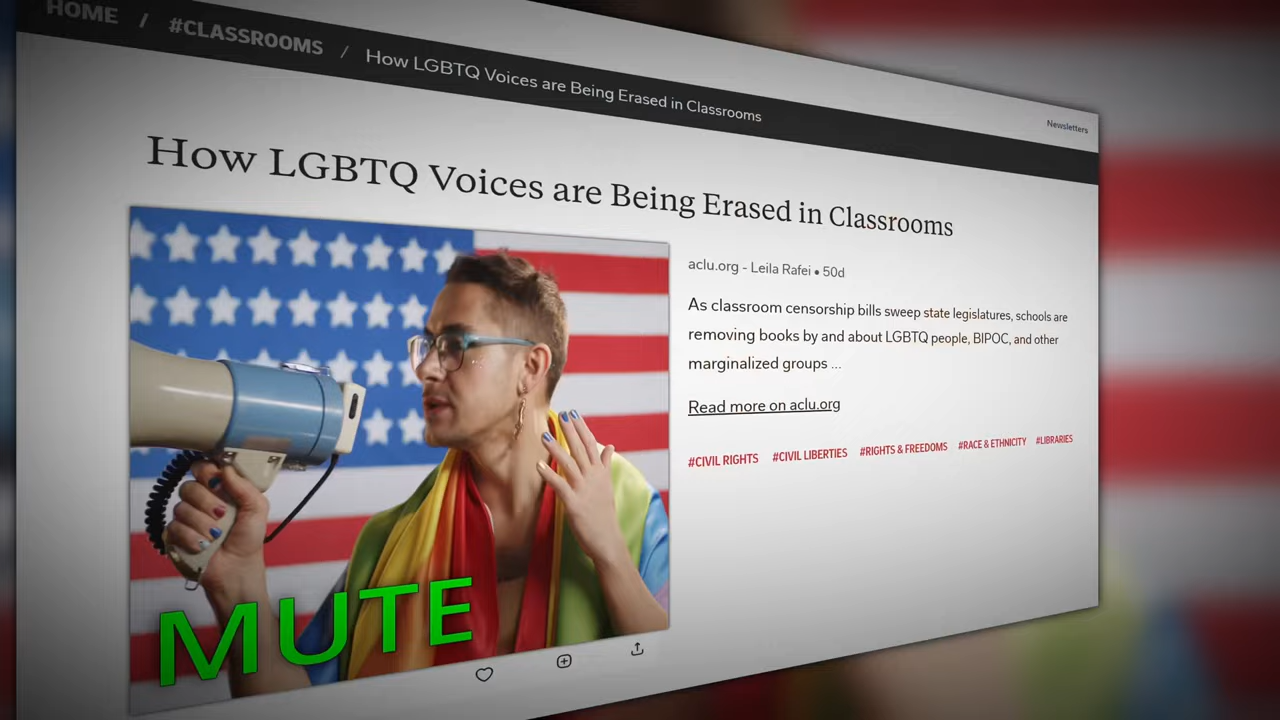 HOME / #CLASSROOMS / How LGBTQ Voices are Being Erased in Classrooms
Newsletters
How LGBTQ Voices are Being Erased in Classrooms
aclu.org - Leila Rafei • 50d
As classroom censorship bills sweep state legislatures, schools are
removing books by and about LGBTQ people, BIPOC, and other
marginalized groups ...
Read more on aclu.org
#CIVIL RIGHTS #CIVIL LIBERTIES #RIGHTS & FREEDOMS #RACE & ETHNICITY #LIBRARIES
MUTE